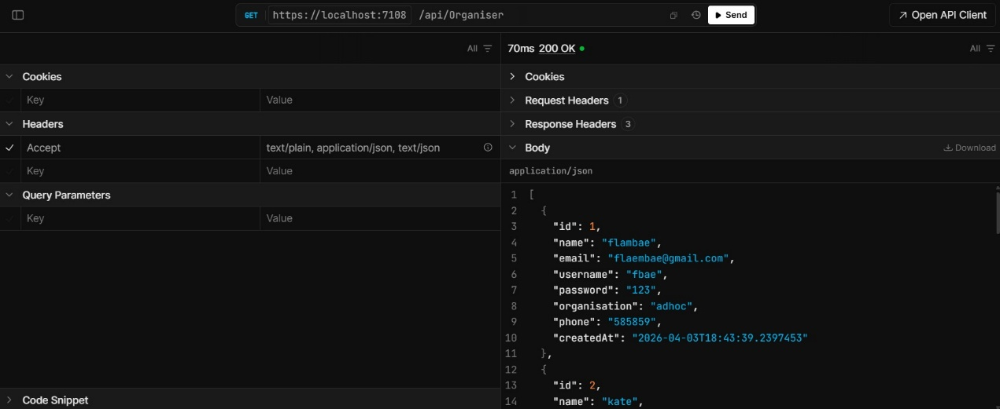 GET https://localhost:7108 /api/Organiser Send Open API Client
All
Cookies
Key Value
Headers
Accept text/plain, application/json, text/json
Key Value
Query Parameters
Key Value
Code Snippet
70ms 200 OK All
Cookies
Request Headers 1
Response Headers 3
Body Download
application/json
1 [
2 {
3 "id": 1,
4 "name": "flambae",
5 "email": "flaembae@gmail.com",
6 "username": "fbae",
7 "password": "123",
8 "organisation": "adhoc",
9 "phone": "585859",
10 "createdAt": "2026-04-03T18:43:39.2397453"
11 },
12 {
13 "id": 2,
14 "name": "kate",